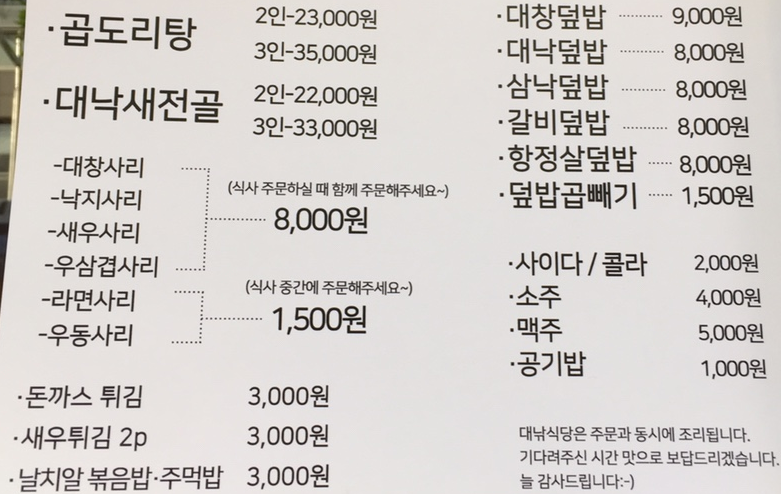 ·곱도리탕 2인-23,000원
3인-35,000원
·대낙새전골 2인-22,000원
3인-33,000원
-대창사리
-낙지사리
-새우사리
-우삼겹사리
(식사 주문하실 때 함께 주문해주세요~)
8,000원
-라면사리
-우동사리
(식사 중간에 주문해주세요~)
1,500원
·돈까스 튀김 3,000원
·새우튀김 2p 3,000원
·날치알 볶음밥·주먹밥 3,000원
·대창덮밥 ········ 9,000원
·대낙덮밥 ········ 8,000원
·삼낙덮밥 ········ 8,000원
·갈비덮밥 ········ 8,000원
·항정살덮밥 ····· 8,000원
·덮밥곱빼기 ····· 1,500원
·사이다 / 콜라 2,000원
·소주 4,000원
·맥주 5,000원
·공기밥 1,000원
대낚식당은 주문과 동시에 조리됩니다.
기다려주신 시간 맛으로 보답드리겠습니다.
늘 감사드립니다:-)